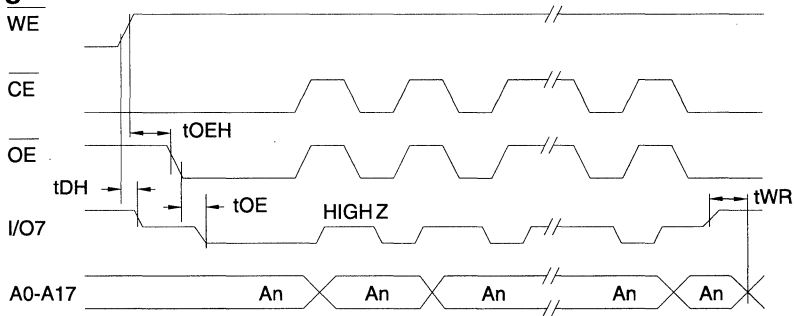 WE
CE
tOEH
OE
tDH
tOE
HIGH Z
tWR
I/O7
A0-A17
An An An An An